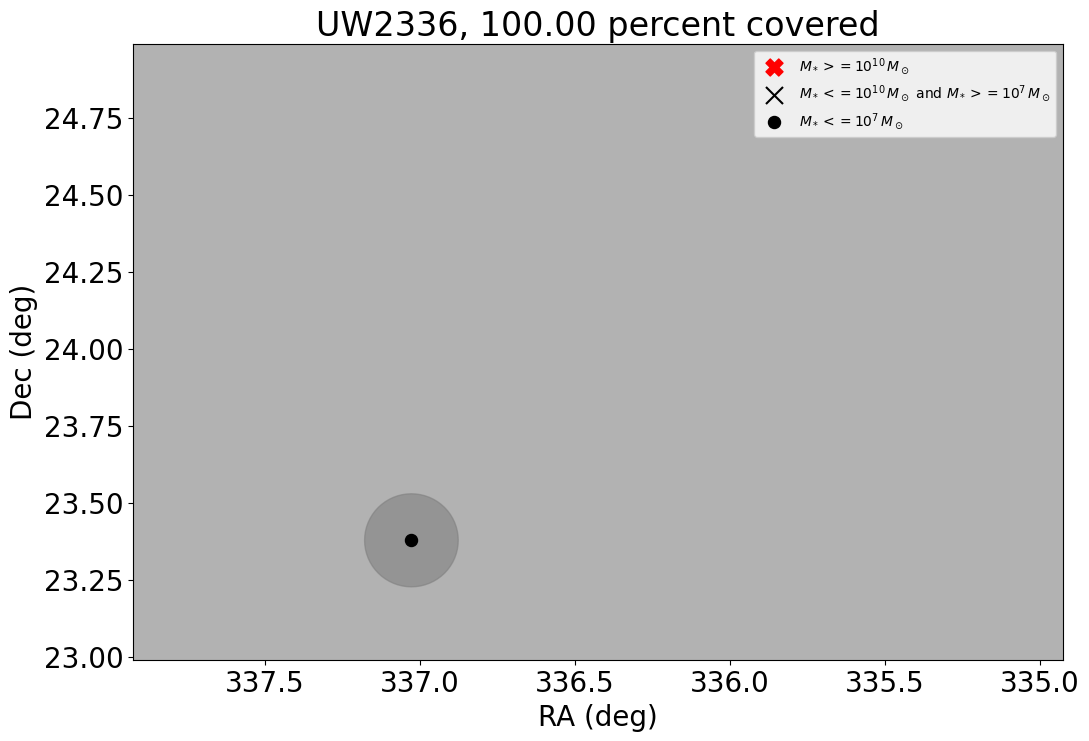 UW2336, 100.00 percent covered
M* >= 10^10 M⊙
M* <= 10^10 M⊙ and M* >= 10^7 M⊙
M* <= 10^7 M⊙
24.75
24.50
24.25
24.00
23.75
23.50
23.25
23.00
Dec (deg)
337.5 337.0 336.5 336.0 335.5 335.0
RA (deg)